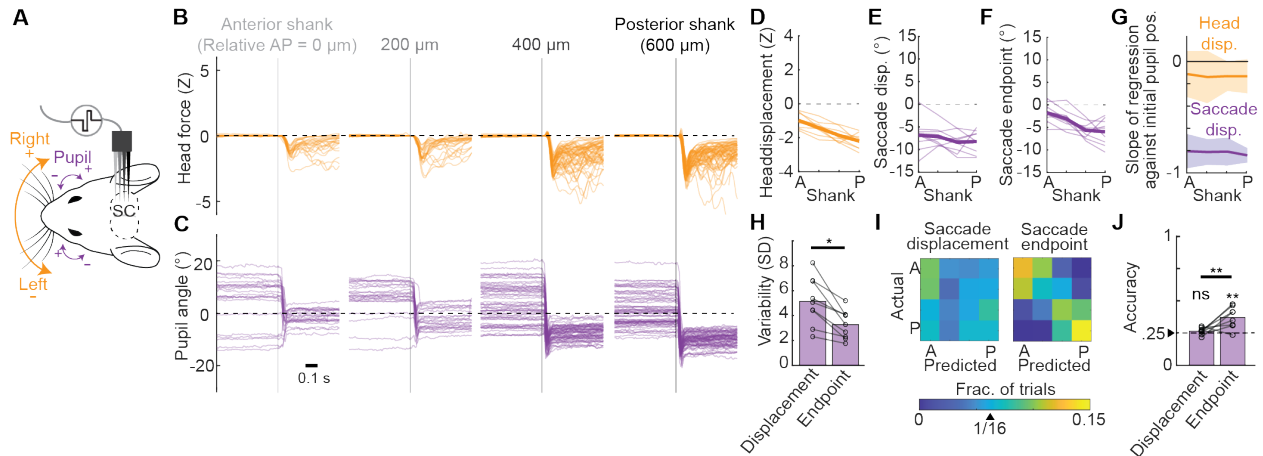 A
Right
+
Pupil
-
+
SC
+
-
Left
-
B
Anterior shank
(Relative AP = 0 µm)
200 µm
400 µm
Posterior shank
(600 µm)
Head force (Z)
5
0
-5
C
Pupil angle (°)
20
0
-20
0.1 s
D
Headdisplacement (Z)
4
2
0
-2
-4
A
P
Shank
E
Saccade disp. (°)
15
10
5
0
-5
-10
-15
A
P
Shank
F
Saccade endpoint (°)
15
10
5
0
-5
-10
-15
A
P
Shank
G
Head
disp.
Saccade
disp.
Slope of regression
against initial pupil pos.
0
-1
A
P
Shank
H
Variability (SD)
8
6
4
2
0
*
Displacement
Endpoint
I
Saccade
displacement
Saccade
endpoint
Actual
A
P
A
P
Predicted
A
P
Predicted
Frac. of trials
0
1/16
0.15
J
Accuracy
1
.25
0
**
ns
**
Displacement
Endpoint